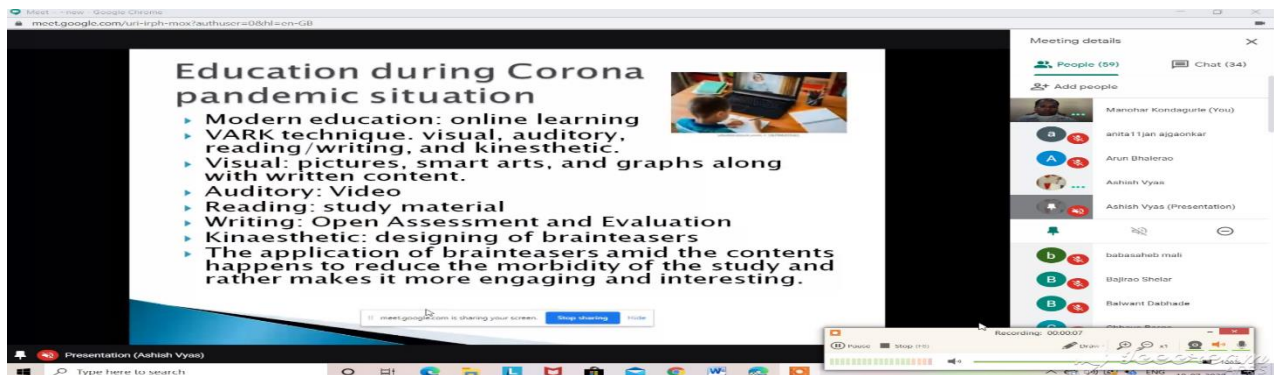 Meet - - new - Google Chrome
meet.google.com/uri-irph-mox?authuser=0&hl=en-GB
Education during Corona
pandemic situation
Modern education: online learning
VARK technique. visual, auditory,
reading/writing, and kinesthetic.
Visual: pictures, smart arts, and graphs along
with written content.
Auditory: Video
Reading: study material
Writing: Open Assessment and Evaluation
Kinaesthetic: designing of brainteasers
The application of brainteasers amid the contents
happens to reduce the morbidity of the study and
rather makes it more engaging and interesting.
meet.google.com is sharing your screen. Stop sharing Hide
Presentation (Ashish Vyas)
Meeting details
People (59) Chat (34)
Add people
Manohar Kondagurle (You)
a anita11jan ajgaonkar
A Arun Bhalerao
Ashish Vyas
Ashish Vyas (Presentation)
b babasaheb mali
B Bajirao Shelar
B Balwant Dabhade
Recording: 00:00:07
Pause Stop Draw x1
Icecream
Type here to search
ENG